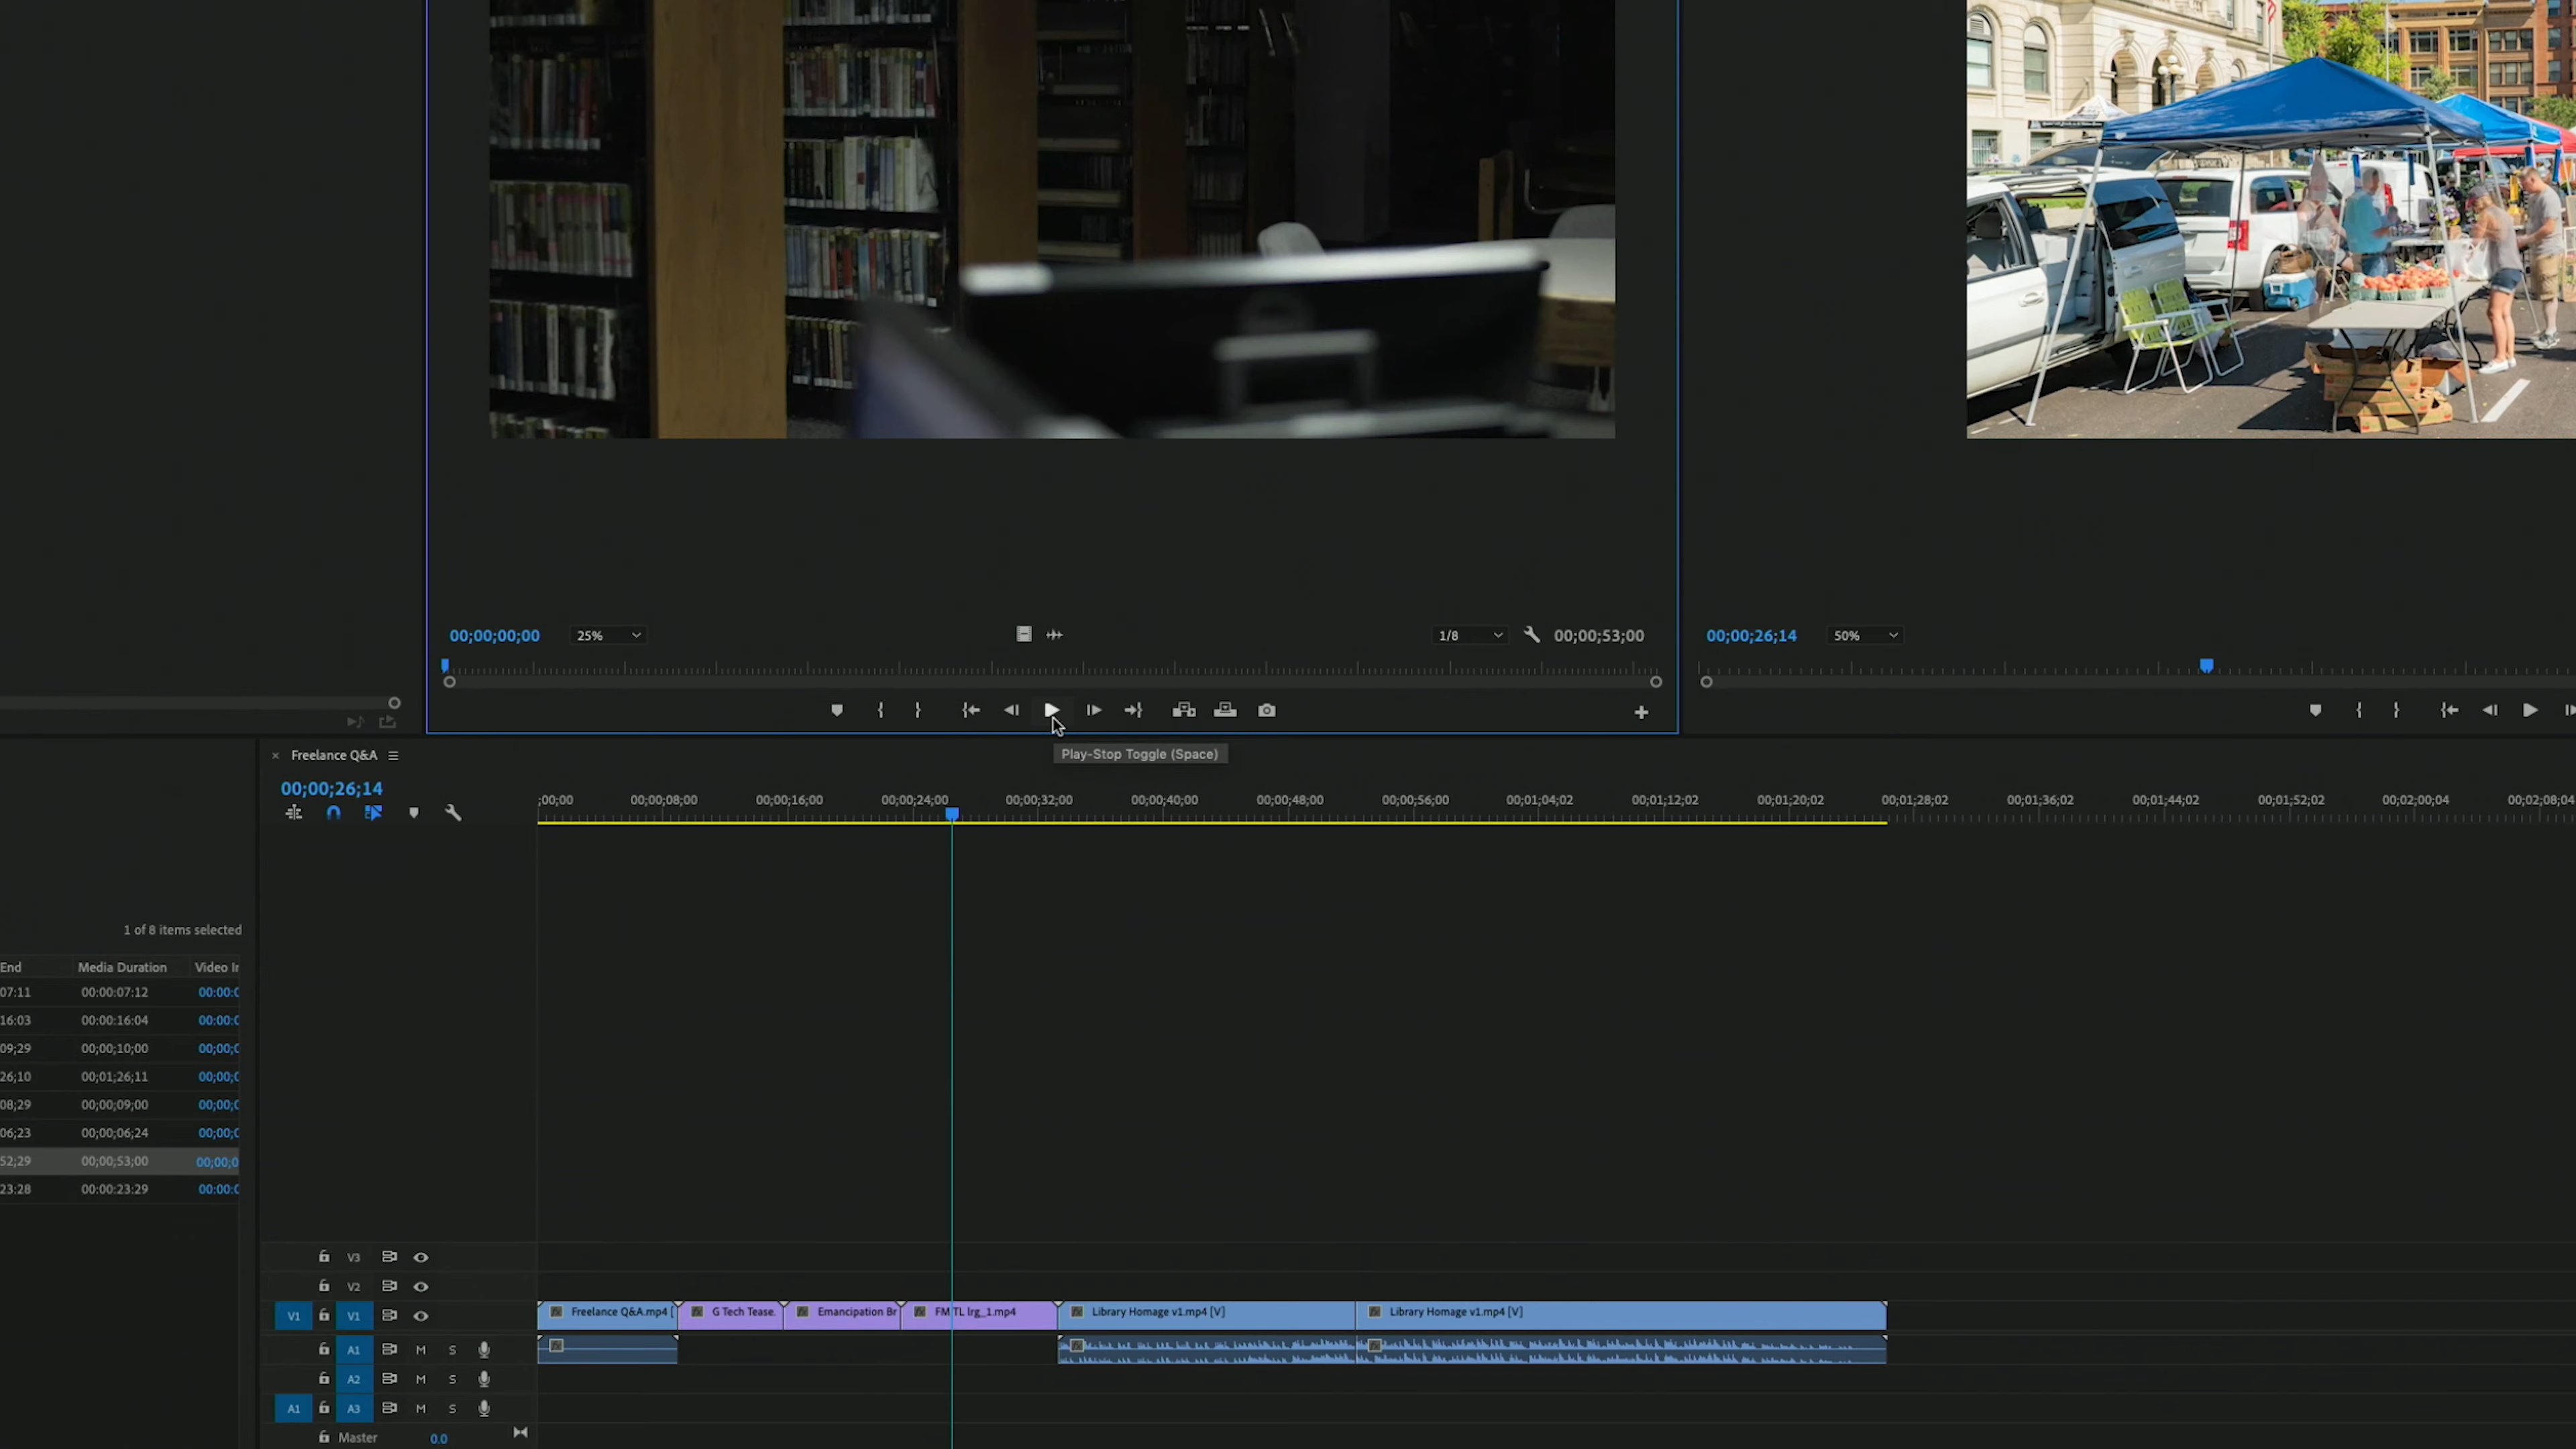 00;00;00;00 25% 1/8 00;00;53;00
00;00;26;14 50%
Play-Stop Toggle (Space)
Freelance Q&A
00;00;26;14
;00;00 00;00;08;00 00;00;16;00 00;00;24;00 00;00;32;00 00;00;40;00 00;00;48;00 00;00;56;00 00;01;04;02 00;01;12;02 00;01;20;02 00;01;28;02 00;01;36;02 00;01;44;02 00;01;52;02 00;02;00;04 00;02;08;04
1 of 8 items selected
End Media Duration Video In
07:11 00:00:07:12 00:00:0
16:03 00:00:16:04 00:00:0
09;29 00;00;10;00 00;00;0
26;10 00;01;26;11 00;00;0
08;29 00;00;09;00 00;00;0
06;23 00;00;06;24 00;00;0
52;29 00;00;53;00 00;00;0
23:28 00:00:23:29 00:00:0
V3
V2
V1 V1 Freelance Q&A.mp4 [ G Tech Tease. Emancipation Br FM TL lrg_1.mp4 Library Homage v1.mp4 [V] Library Homage v1.mp4 [V]
A1 M S
A2 M S
A1 A3 M S
Master 0.0